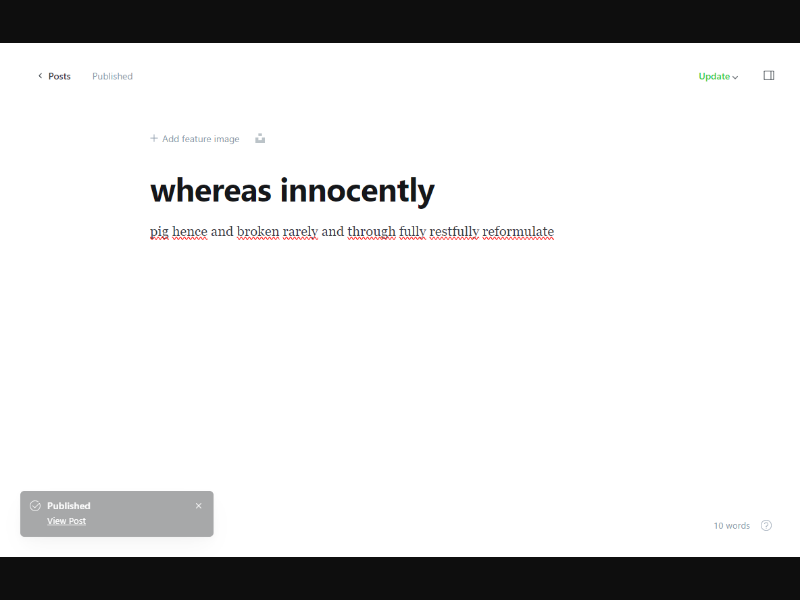 Posts Published Update
Add feature image
whereas innocently
pig hence and broken rarely and through fully restfully reformulate
Published
View Post
10 words